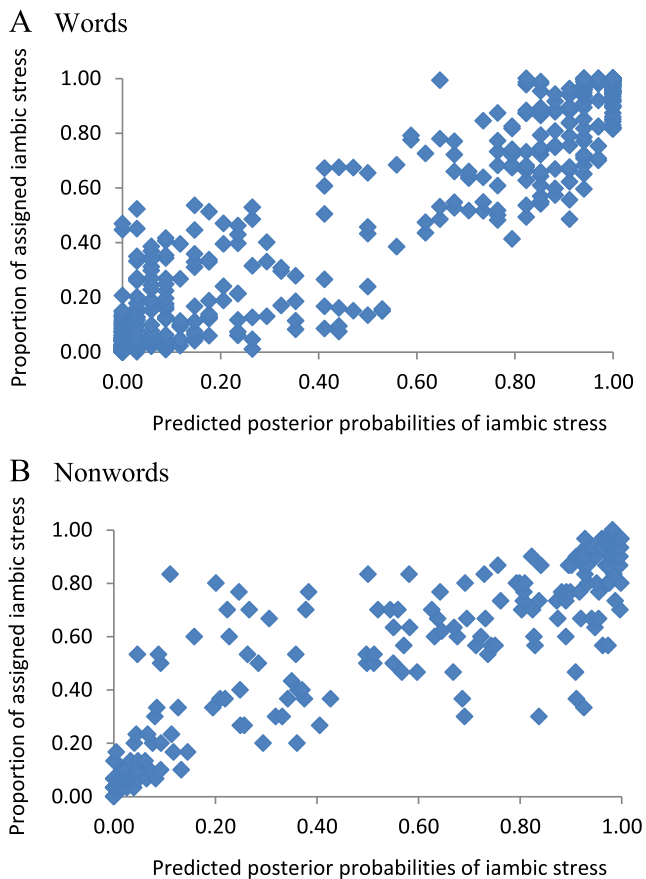 A Words
Proportion of assigned iambic stress
1.00
0.80
0.60
0.40
0.20
0.00
0.00 0.20 0.40 0.60 0.80 1.00
Predicted posterior probabilities of iambic stress
B Nonwords
Proportion of assigned iambic stress
1.00
0.80
0.60
0.40
0.20
0.00
0.00 0.20 0.40 0.60 0.80 1.00
Predicted posterior probabilities of iambic stress